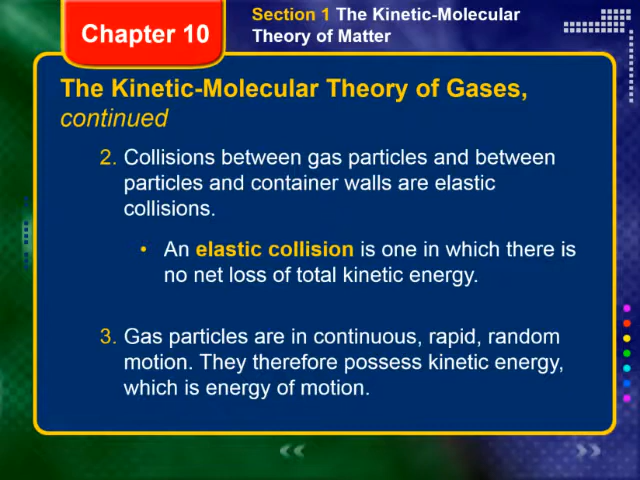 Chapter 10
Section 1 The Kinetic-Molecular
Theory of Matter
The Kinetic-Molecular Theory of Gases,
continued
2. Collisions between gas particles and between
particles and container walls are elastic
collisions.
• An elastic collision is one in which there is
no net loss of total kinetic energy.
3. Gas particles are in continuous, rapid, random
motion. They therefore possess kinetic energy,
which is energy of motion.